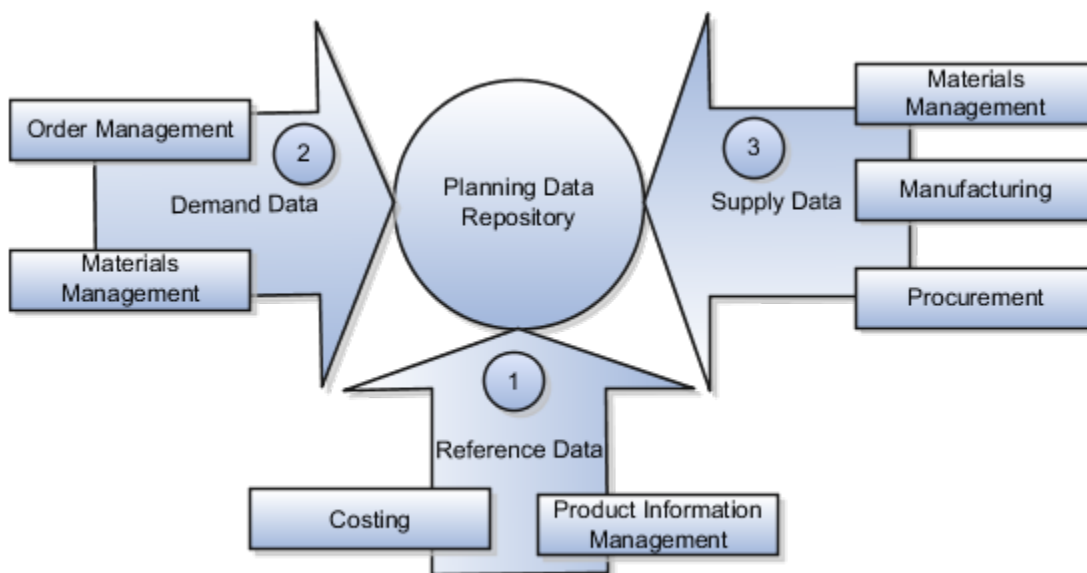 Order Management
2
Demand Data
Materials
Management
Planning Data
Repository
Materials
Management
3
Manufacturing
Supply Data
Procurement
1
Reference Data
Costing
Product Information
Management